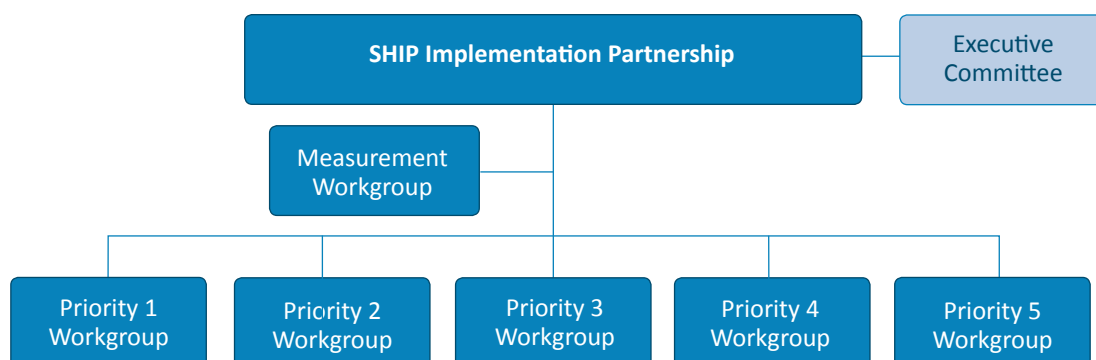 SHIP Implementation Partnership
Executive
Committee
Measurement
Workgroup
Priority 1
Workgroup
Priority 2
Workgroup
Priority 3
Workgroup
Priority 4
Workgroup
Priority 5
Workgroup